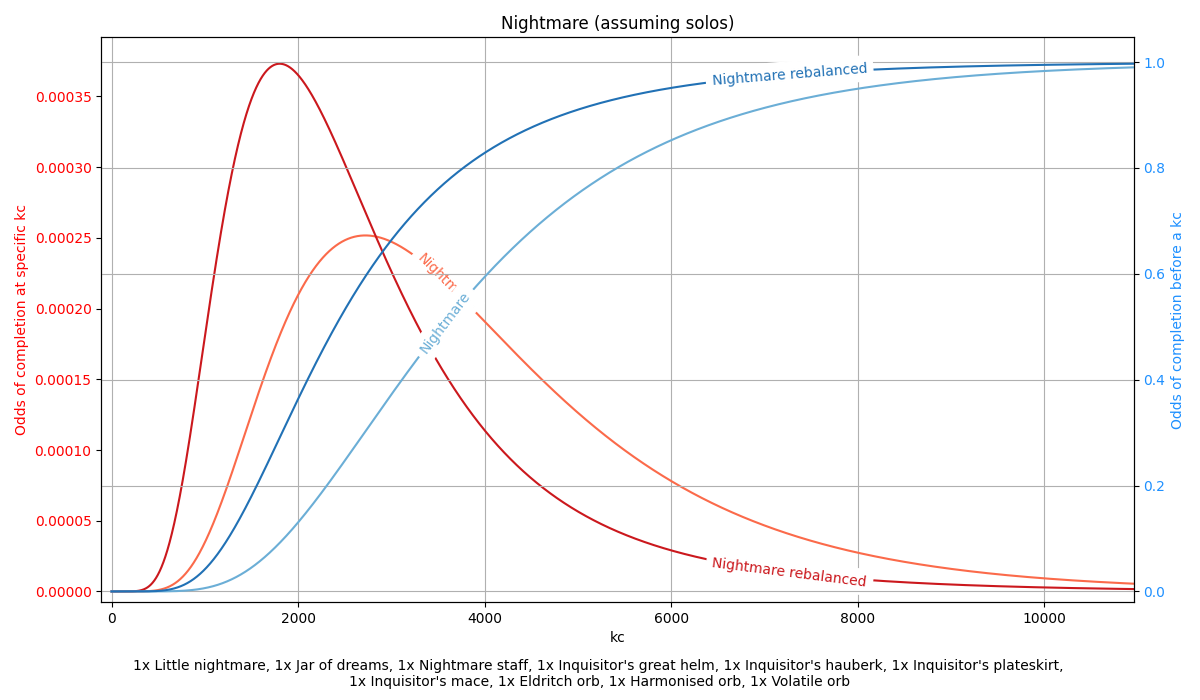 Nightmare (assuming solos)
Odds of completion at specific kc
0.00035
0.00030
0.00025
0.00020
0.00015
0.00010
0.00005
0.00000
Nightmare rebalanced
Nightm
Nightmare
Nightmare rebalanced
1.0
0.8
0.6
0.4
0.2
0.0
Odds of completion before a kc
0 2000 4000 6000 8000 10000
kc
1x Little nightmare, 1x Jar of dreams, 1x Nightmare staff, 1x Inquisitor's great helm, 1x Inquisitor's hauberk, 1x Inquisitor's plateskirt,
1x Inquisitor's mace, 1x Eldritch orb, 1x Harmonised orb, 1x Volatile orb